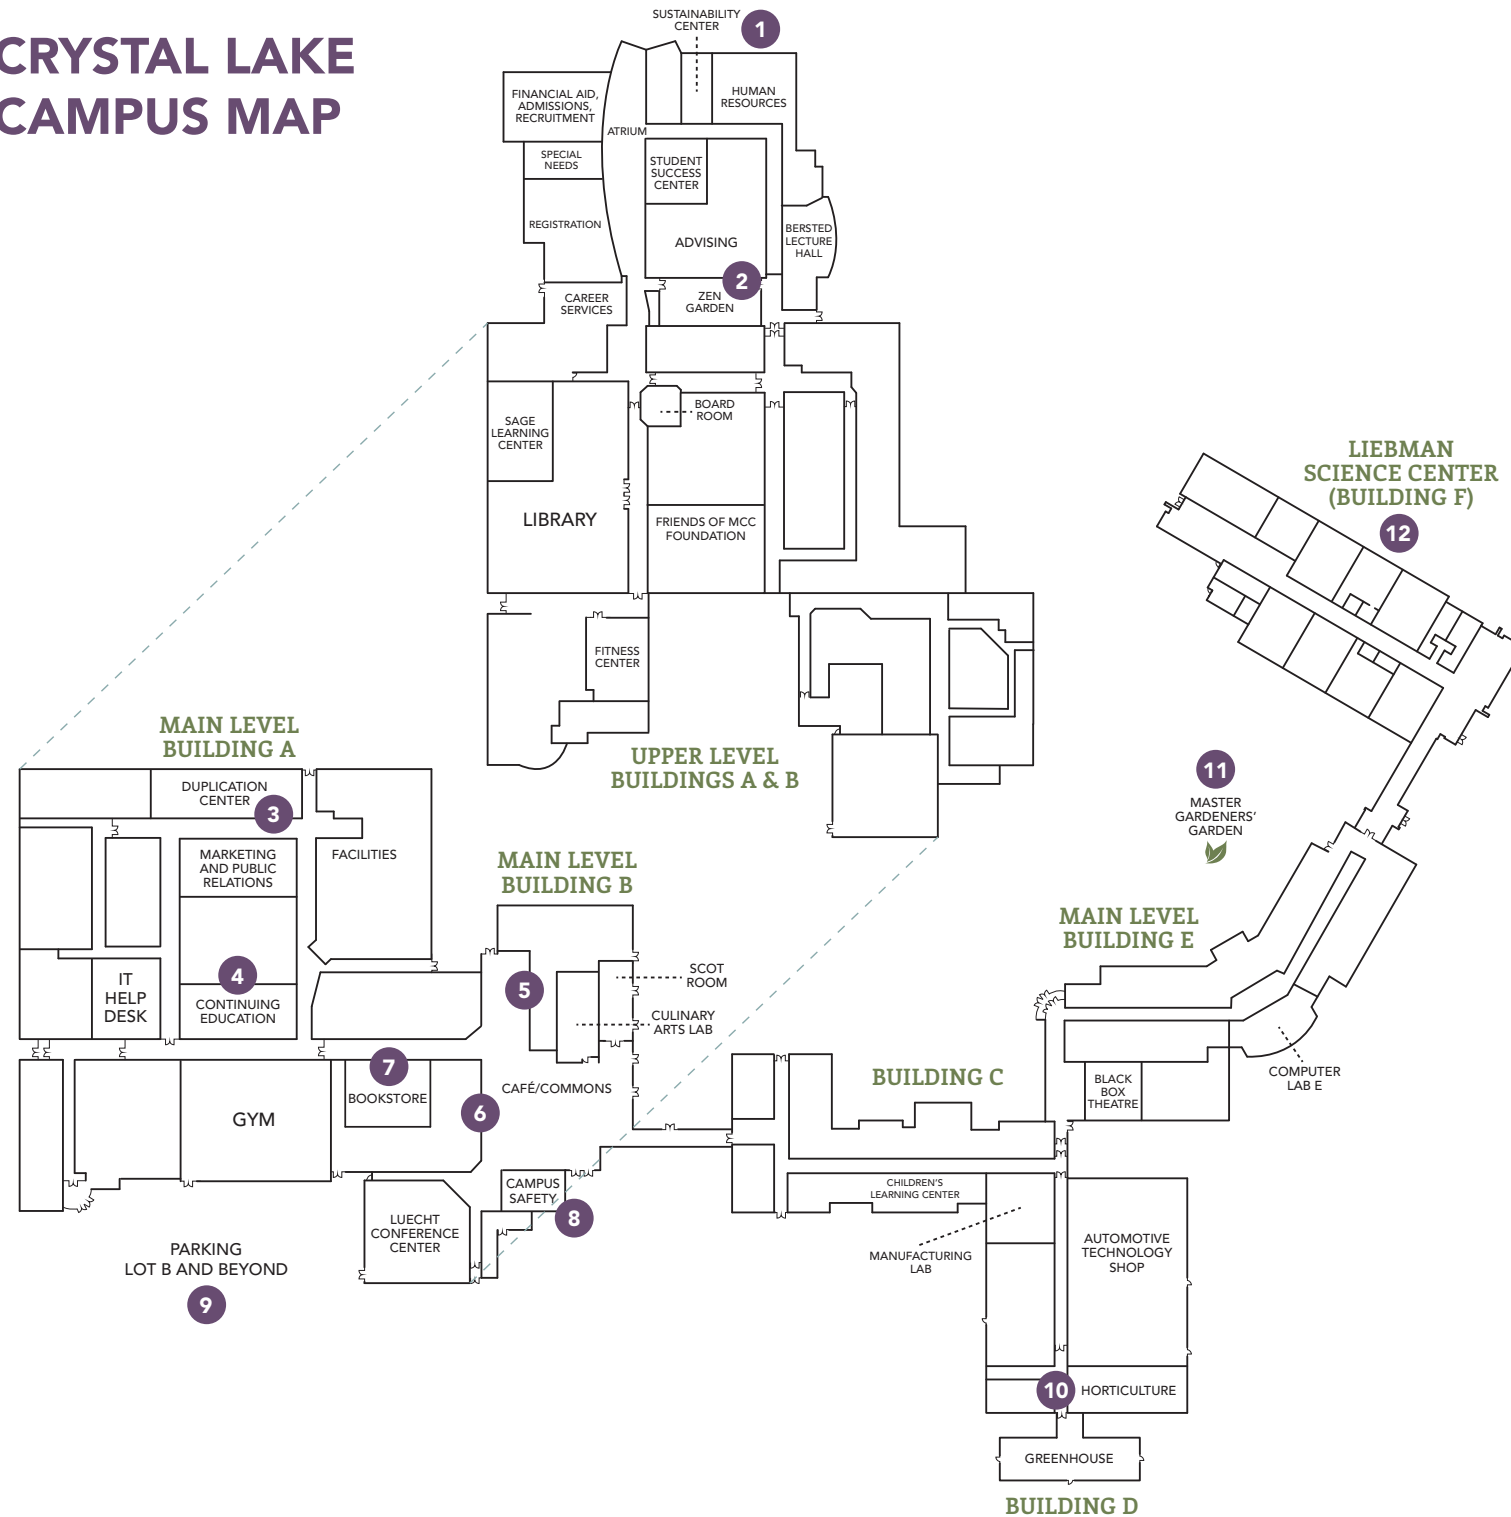 CRYSTAL LAKE
CAMPUS MAP
SUSTAINABILITY
CENTER
1
FINANCIAL AID,
ADMISSIONS,
RECRUITMENT
HUMAN
RESOURCES
ATRIUM
SPECIAL
NEEDS
STUDENT
SUCCESS
CENTER
REGISTRATION
ADVISING
BERSTED
LECTURE
HALL
2
CAREER
SERVICES
ZEN
GARDEN
BOARD
ROOM
SAGE
LEARNING
CENTER
LIBRARY
FRIENDS OF MCC
FOUNDATION
LIEBMAN
SCIENCE CENTER
(BUILDING F)
12
FITNESS
CENTER
UPPER LEVEL
BUILDINGS A & B
MAIN LEVEL
BUILDING A
DUPLICATION
CENTER
3
MARKETING
AND PUBLIC
RELATIONS
FACILITIES
11
MASTER
GARDENERS'
GARDEN
MAIN LEVEL
BUILDING B
MAIN LEVEL
BUILDING E
4
IT
HELP
DESK
CONTINUING
EDUCATION
5
SCOT
ROOM
CULINARY
ARTS LAB
7
BOOKSTORE
CAFÉ/COMMONS
6
GYM
BUILDING C
BLACK
BOX
THEATRE
COMPUTER
LAB E
CAMPUS
SAFETY
8
LUECHT
CONFERENCE
CENTER
CHILDREN'S
LEARNING CENTER
MANUFACTURING
LAB
AUTOMOTIVE
TECHNOLOGY
SHOP
PARKING
LOT B AND BEYOND
9
10
HORTICULTURE
GREENHOUSE
BUILDING D